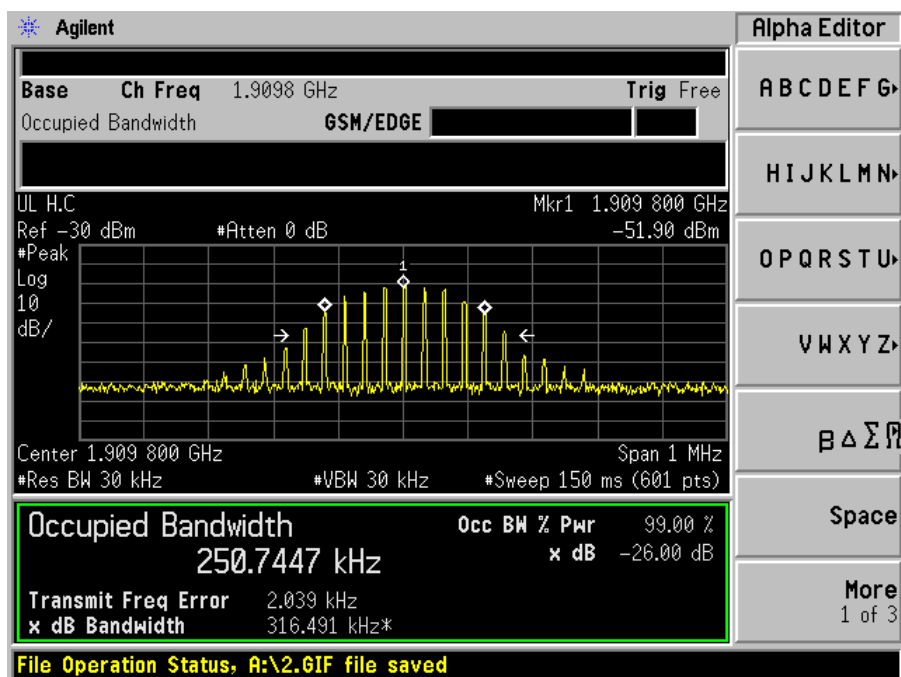 Agilent
Alpha Editor
Base Ch Freq 1.9098 GHz Trig Free
Occupied Bandwidth GSM/EDGE
UL H.C Mkr1 1.909 800 GHz
Ref -30 dBm #Atten 0 dB -51.90 dBm
#Peak
Log
10
dB/
1
Center 1.909 800 GHz Span 1 MHz
#Res BW 30 kHz #VBW 30 kHz #Sweep 150 ms (601 pts)
Occupied Bandwidth Occ BW % Pwr 99.00 %
250.7447 kHz x dB -26.00 dB
Transmit Freq Error 2.039 kHz
x dB Bandwidth 316.491 kHz*
File Operation Status, A:\2.GIF file saved
A B C D E F G
H I J K L M N
O P Q R S T U
V W X Y Z
Space
More
1 of 3